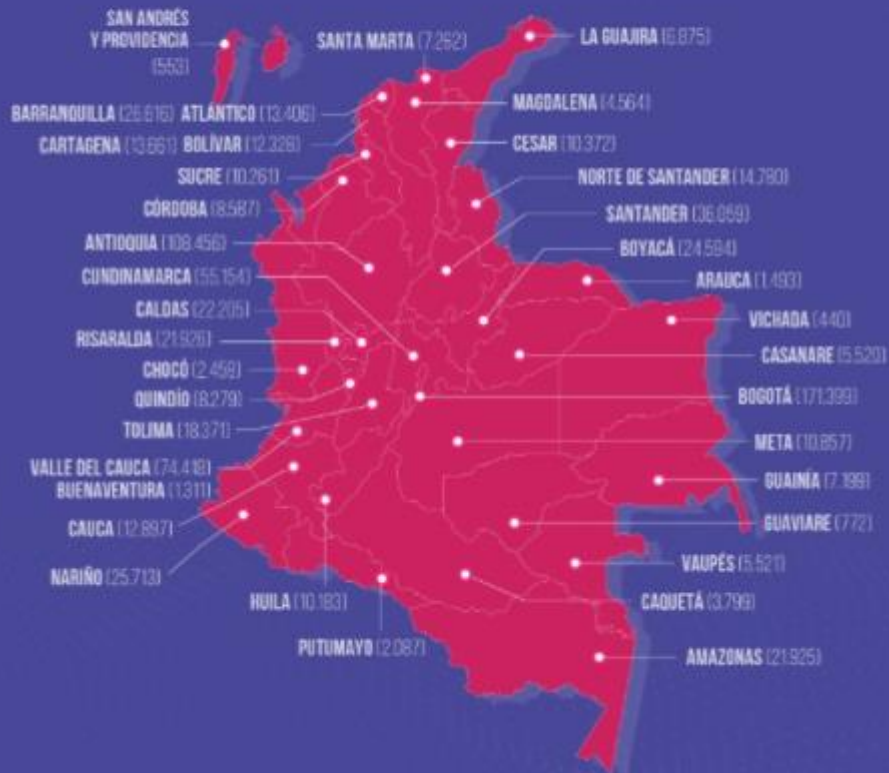 SAN ANDRÉS
Y PROVIDENCIA
(553)
SANTA MARTA (7.262)
LA GUAJIRA (6.875)
BARRANQUILLA (26.616) ATLÁNTICO (13.406)
MAGDALENA (4.564)
CARTAGENA (13.661) BOLÍVAR (12.328)
CESAR (10.372)
SUCRE (10.261)
NORTE DE SANTANDER (14.780)
CÓRDOBA (8.587)
SANTANDER (36.059)
ANTIOQUIA (108.456)
BOYACÁ (24.594)
CUNDINAMARCA (55.154)
ARAUCA (1.493)
CALDAS (22.205)
VICHADA (440)
RISARALDA (21.926)
CASANARE (5.520)
CHOCÓ (2.459)
QUINDÍO (8.279)
BOGOTÁ (171.399)
TOLIMA (18.371)
META (10.857)
VALLE DEL CAUCA (74.418)
GUAINÍA (7.199)
BUENAVENTURA (1.311)
GUAVIARE (772)
CAUCA (12.897)
VAUPÉS (5.521)
NARIÑO (25.713)
HUILA (10.183)
CAQUETÁ (3.799)
PUTUMAYO (2.087)
AMAZONAS (21.925)